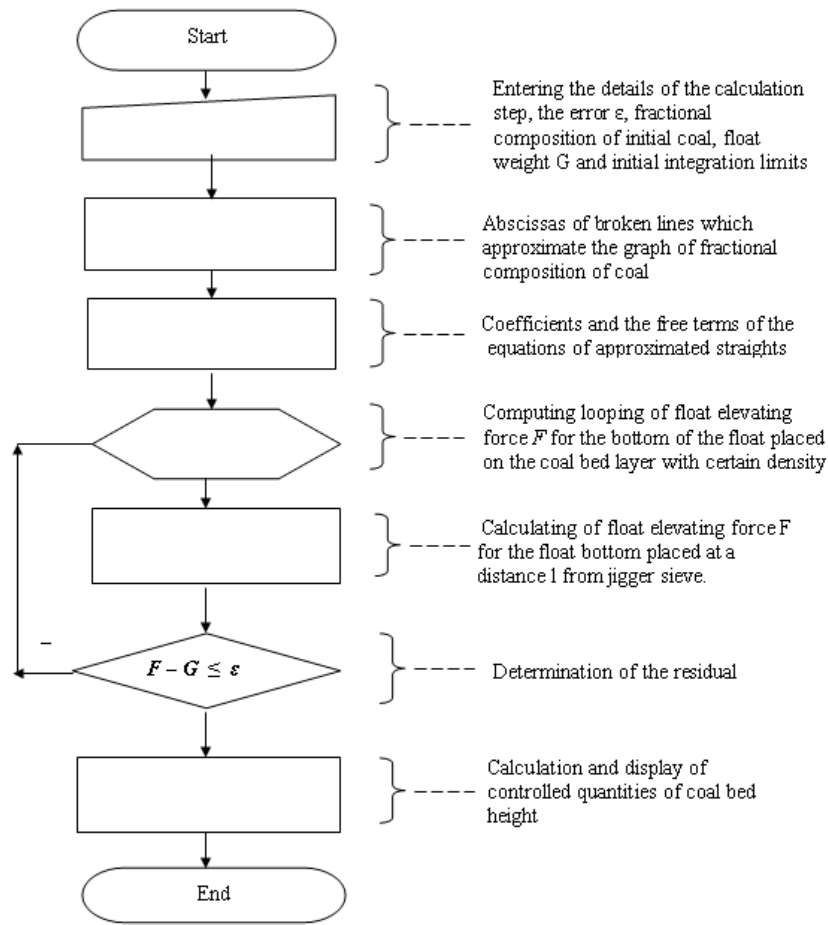 Start
Entering the details of the calculation
step, the error ε, fractional
composition of initial coal, float
weight G and initial integration limits
Abscissas of broken lines which
approximate the graph of fractional
composition of coal
Coefficients and the free terms of the
equations of approximated straights
Computing looping of float elevating
force F for the bottom of the float placed
on the coal bed layer with certain density
Calculating of float elevating force F
for the float bottom placed at a
distance l from jigger sieve.
–
F – G ≤ ε
Determination of the residual
Calculation and display of
controlled quantities of coal bed
height
End